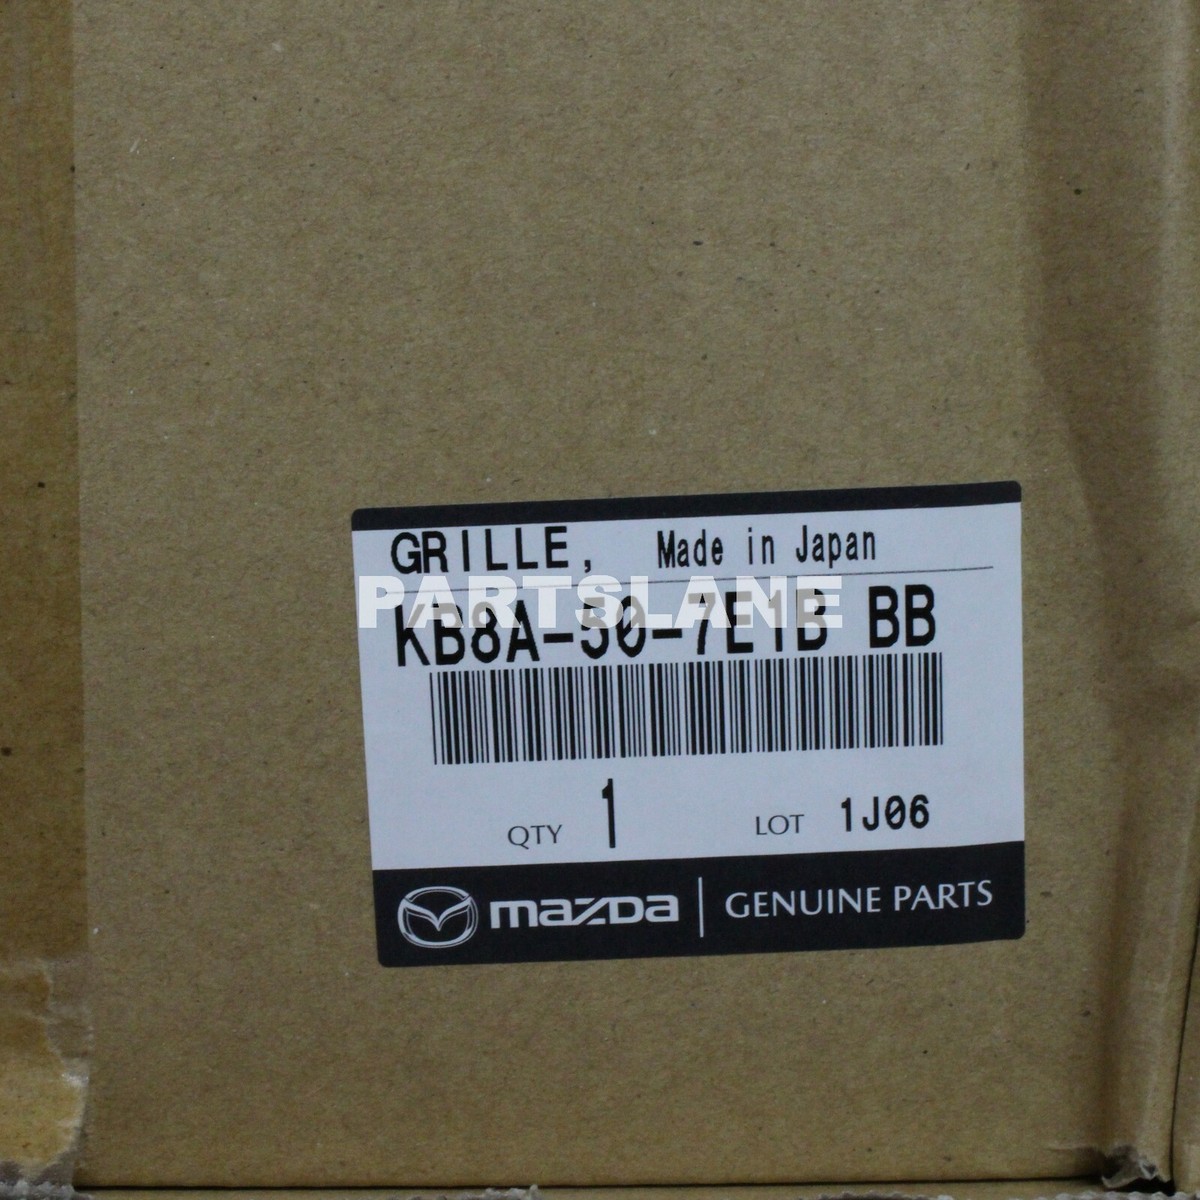 GRILLE, Made in Japan
PARTSLANE
KB8A-50-7E1B BB
QTY 1 LOT 1J06
mazda | GENUINE PARTS